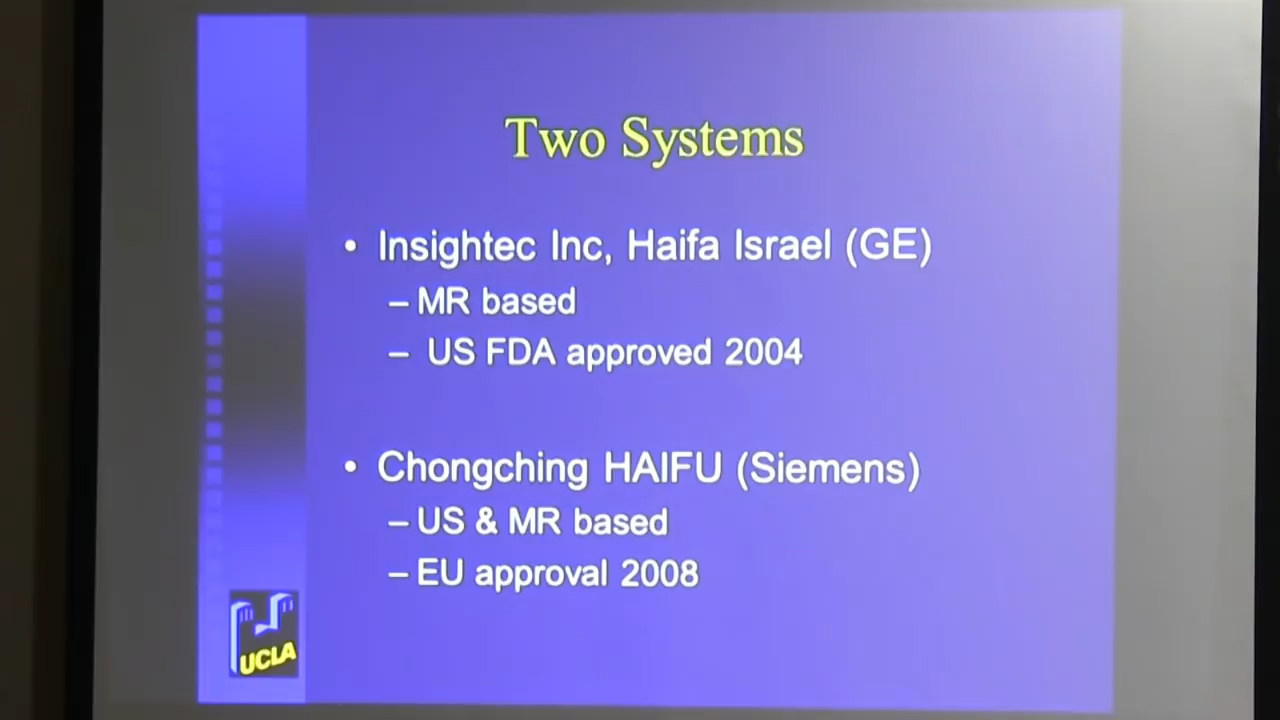 Two Systems
• Insightec Inc, Haifa Israel (GE)
– MR based
– US FDA approved 2004
• Chongching HAIFU (Siemens)
– US & MR based
– EU approval 2008
UCLA